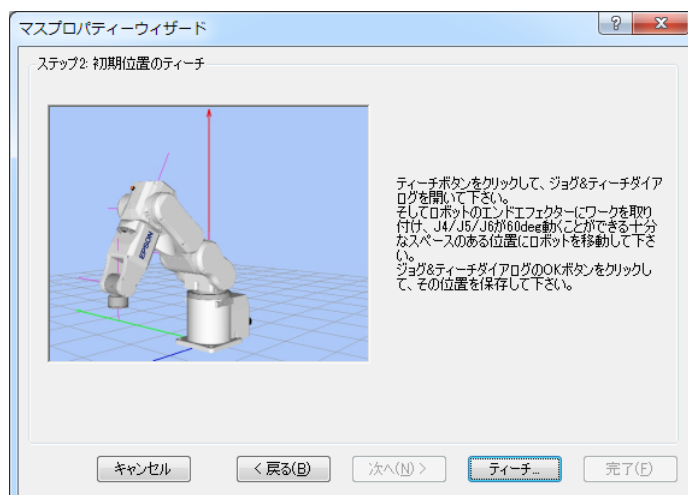 マスプロパティーウィザード
ステップ2: 初期位置のティーチ
EPSON
ティーチボタンをクリックして、ジョグ&ティーチダイア
ログを開いて下さい。
そしてロボットのエンドエフェクターにワークを取り
付け、J4/J5/J6が60deg動くことができる十分
なスペースのある位置にロボットを移動して下さ
い。
ジョグ&ティーチダイアログのOKボタンをクリックし
て、その位置を保存して下さい。
キャンセル
< 戻る(B)
次へ(N) >
ティーチ...
完了(F)